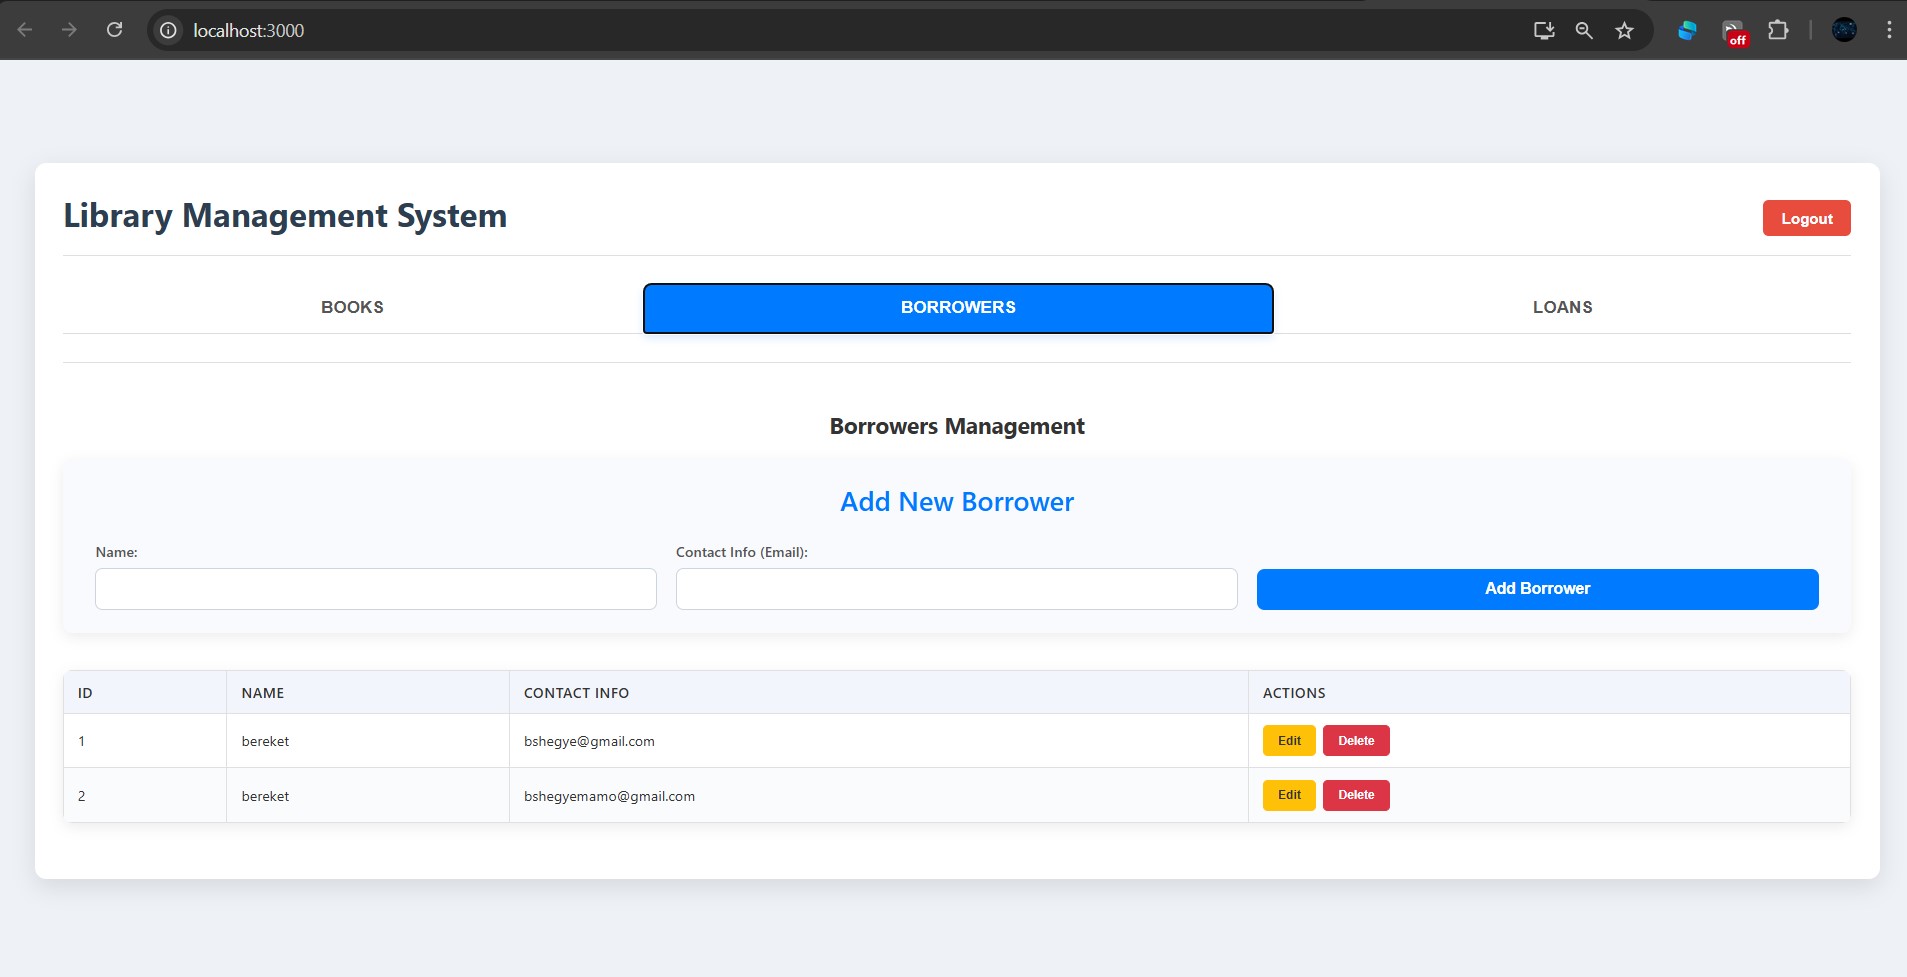 localhost:3000
off
Library Management System
Logout
BOOKS
BORROWERS
LOANS
Borrowers Management
Add New Borrower
Name:
Contact Info (Email):
Add Borrower
ID NAME CONTACT INFO ACTIONS
1 bereket bshegye@gmail.com Edit Delete
2 bereket bshegyemamo@gmail.com Edit Delete